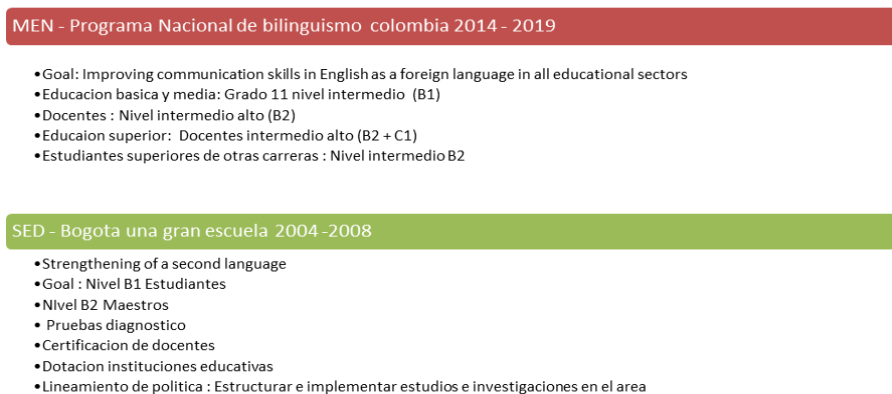 MEN - Programa Nacional de bilinguismo colombia 2014 - 2019
•Goal: Improving communication skills in English as a foreign language in all educational sectors
•Educacion basica y media: Grado 11 nivel intermedio (B1)
•Docentes : Nivel intermedio alto (B2)
•Educaion superior: Docentes intermedio alto (B2 + C1)
•Estudiantes superiores de otras carreras : Nivel intermedio B2
SED - Bogota una gran escuela 2004 -2008
•Strengthening of a second language
•Goal : Nivel B1 Estudiantes
•NIvel B2 Maestros
• Pruebas diagnostico
•Certificacion de docentes
•Dotacion instituciones educativas
•Lineamiento de politica : Estructurar e implementar estudios e investigaciones en el area